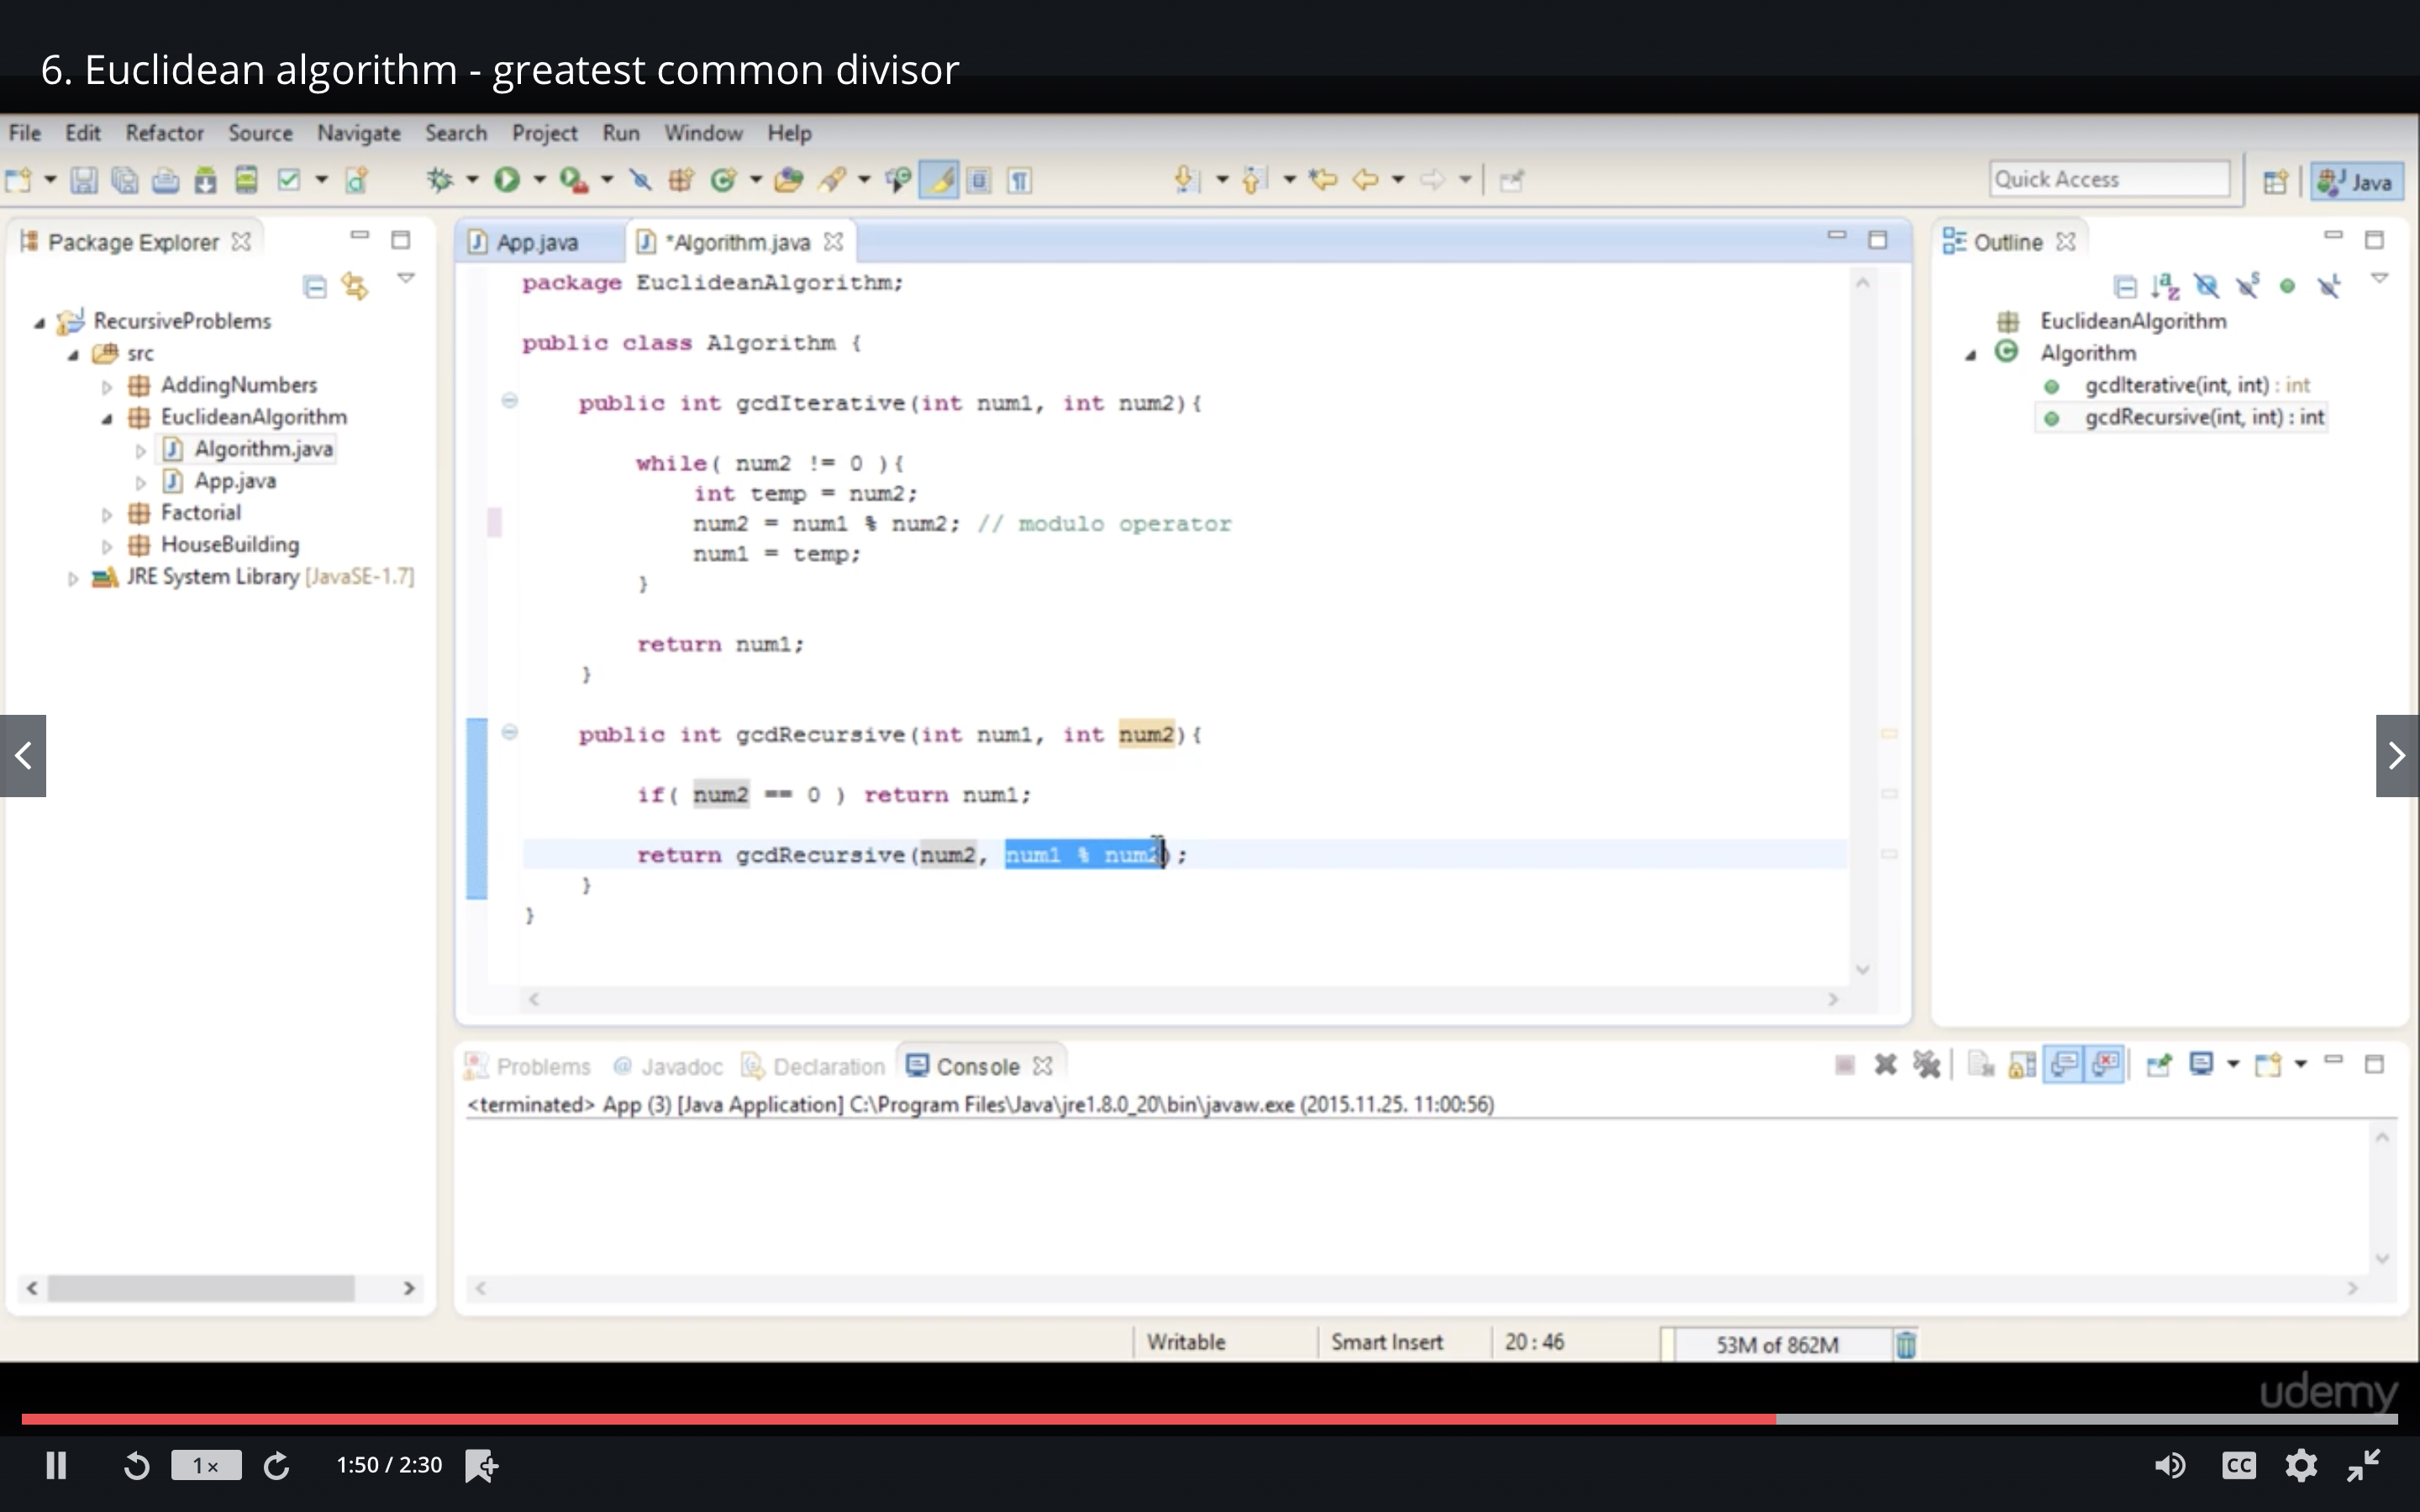 6. Euclidean algorithm - greatest common divisor
File Edit Refactor Source Navigate Search Project Run Window Help
Quick Access
Java
Package Explorer
RecursiveProblems
src
AddingNumbers
EuclideanAlgorithm
Algorithm.java
App.java
Factorial
HouseBuilding
JRE System Library [JavaSE-1.7]
App.java
*Algorithm.java
package EuclideanAlgorithm;
public class Algorithm {
public int gcdIterative(int num1, int num2){
while( num2 != 0 ){
int temp = num2;
num2 = num1 % num2; // modulo operator
num1 = temp;
}
return num1;
}
public int gcdRecursive(int num1, int num2){
if( num2 == 0 ) return num1;
return gcdRecursive(num2, num1 % num2);
}
}
Outline
EuclideanAlgorithm
Algorithm
gcdIterative(int, int) : int
gcdRecursive(int, int) : int
Problems @ Javadoc Declaration Console
<terminated> App (3) [Java Application] C:\Program Files\Java\jre1.8.0_20\bin\javaw.exe (2015.11.25. 11:00:56)
Writable Smart Insert 20 : 46 53M of 862M
udemy
1x 1:50 / 2:30 CC